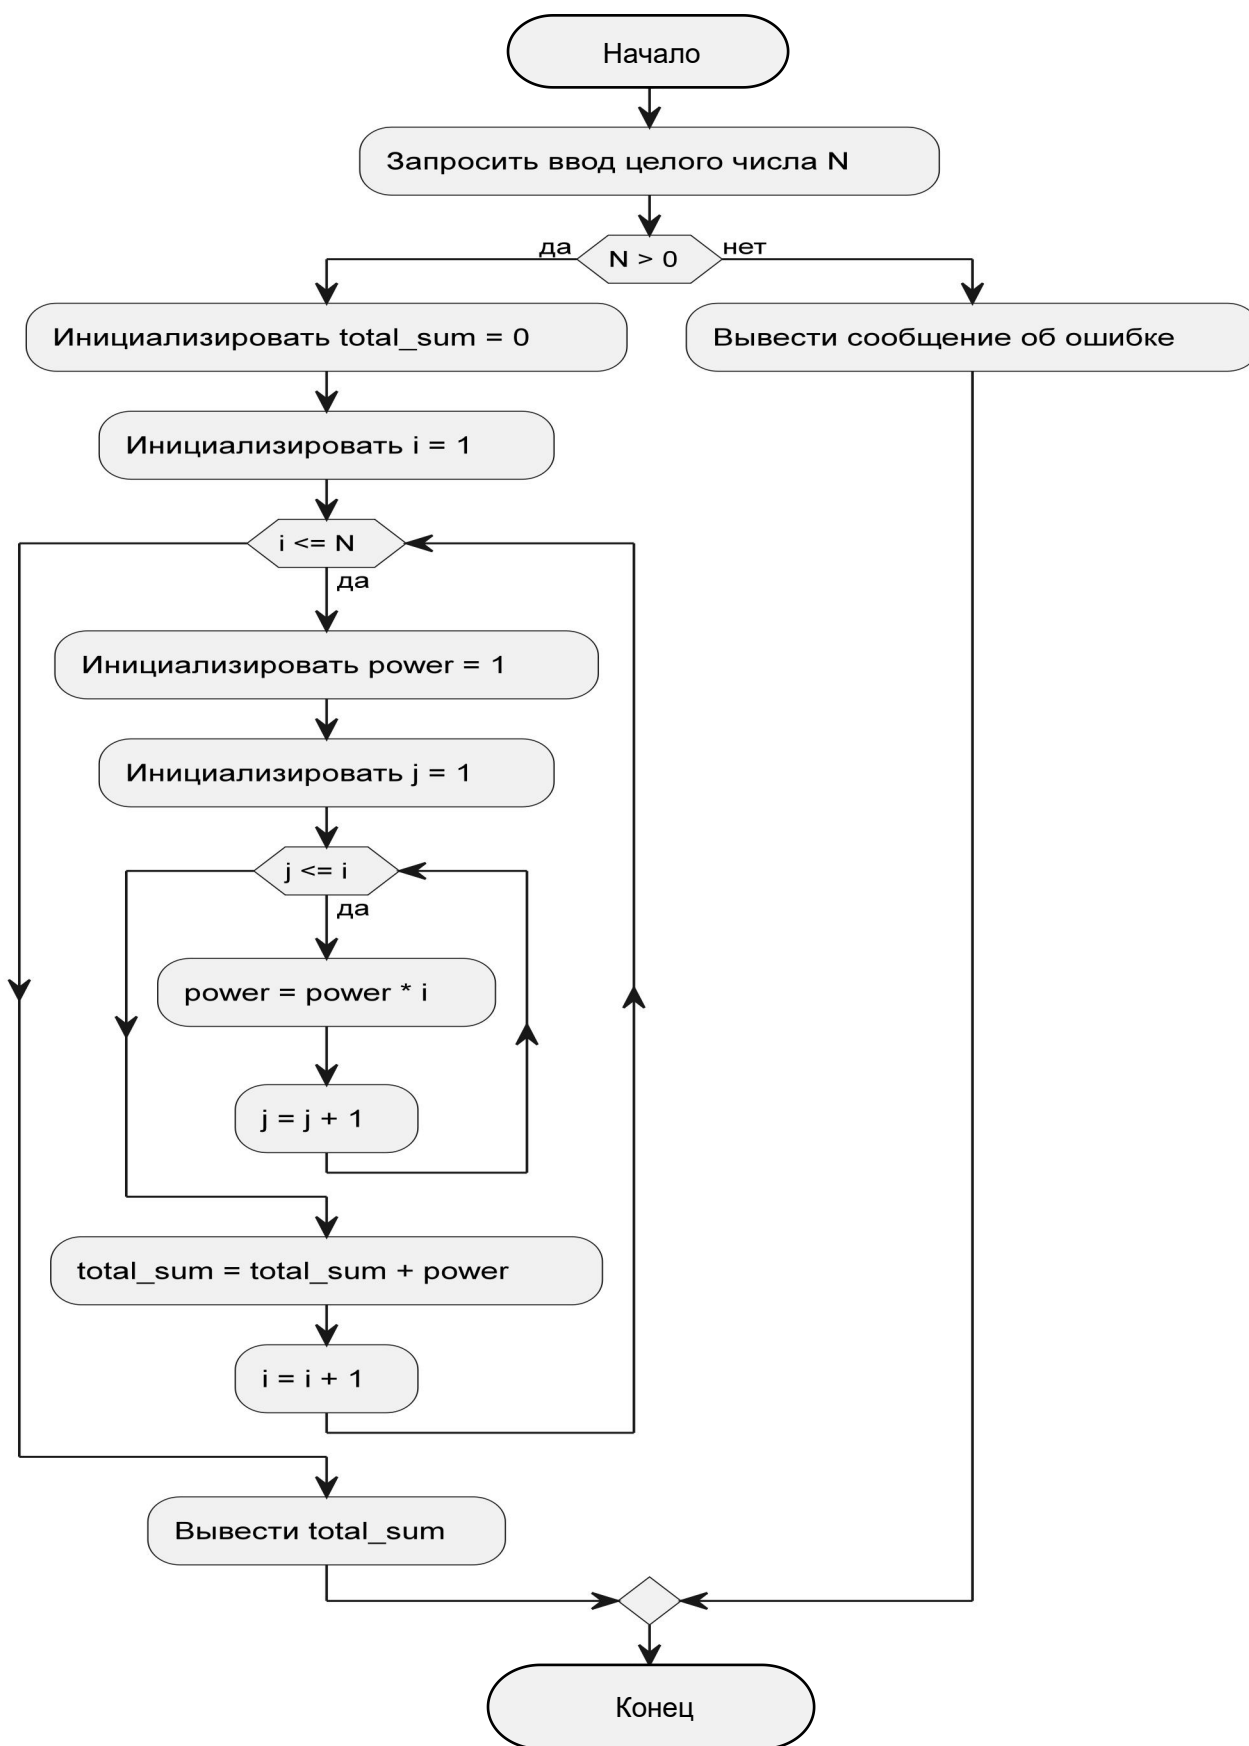 Начало
Запросить ввод целого числа N
да
N > 0
нет
Инициализировать total_sum = 0
Вывести сообщение об ошибке
Инициализировать i = 1
i <= N
да
Инициализировать power = 1
Инициализировать j = 1
j <= i
да
power = power * i
j = j + 1
total_sum = total_sum + power
i = i + 1
Вывести total_sum
Конец